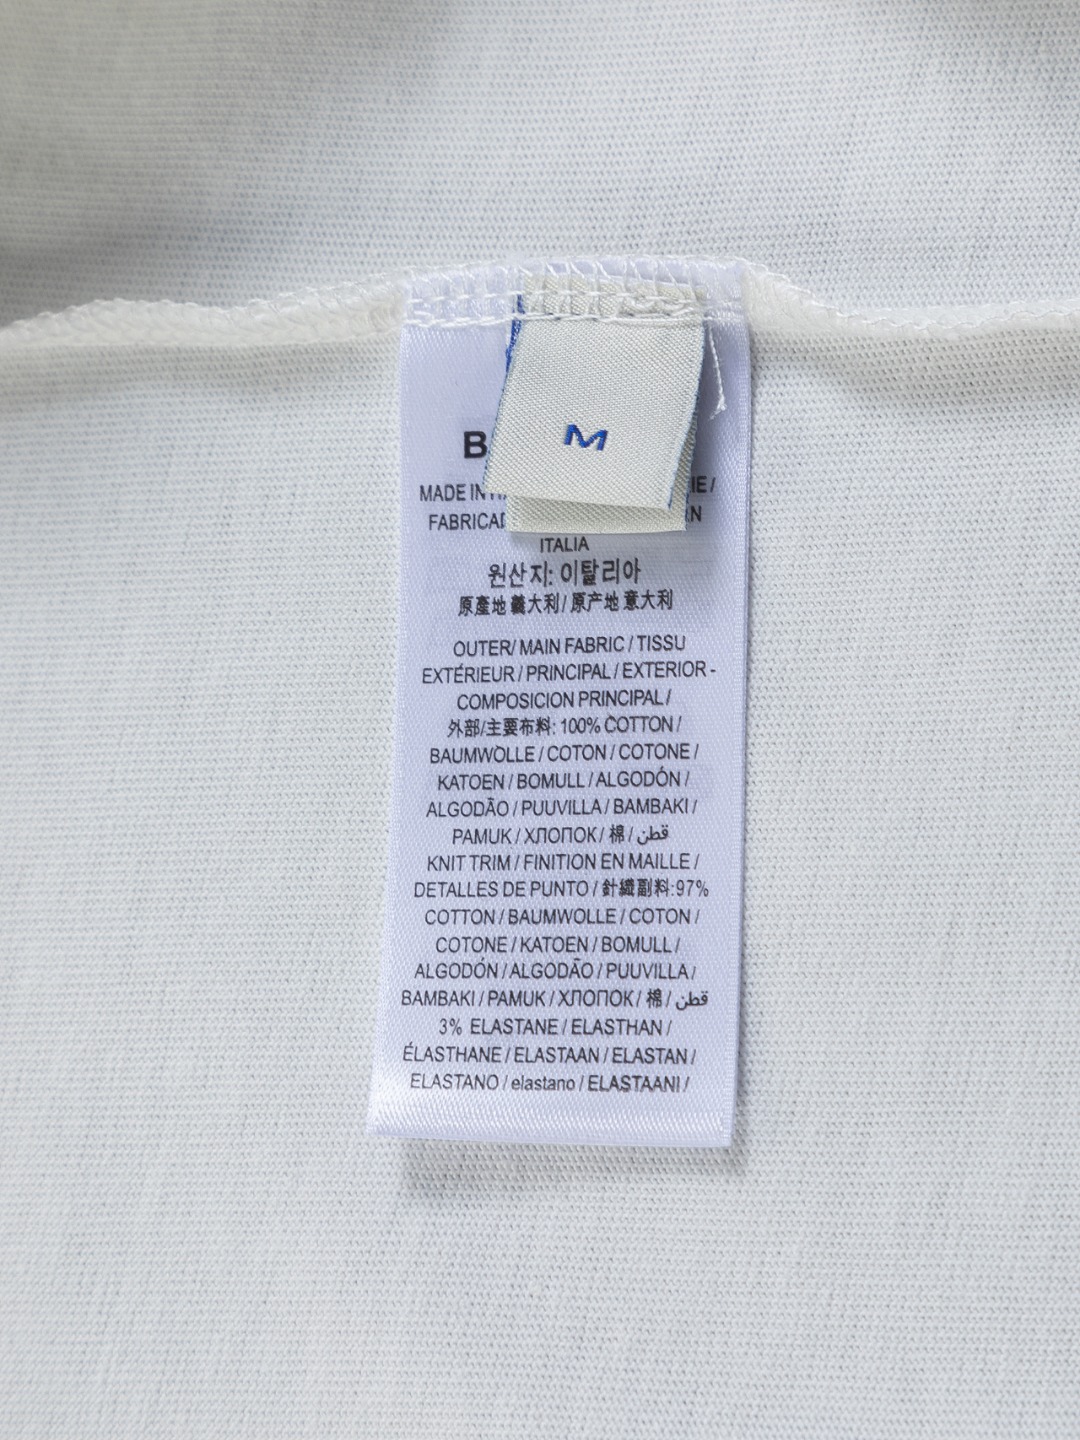 M
B
MADE IN
IE /
FABRICA
N
ITALIA
원산지: 이탈리아
原產地 義大利 / 原产地 意大利
OUTER/ MAIN FABRIC / TISSU
EXTÉRIEUR / PRINCIPAL / EXTERIOR -
COMPOSICION PRINCIPAL /
外部/主要布料: 100% COTTON /
BAUMWOLLE / COTON / COTONE /
KATOEN / BOMULL / ALGODÓN /
ALGODÃO / PUUVILLA / BAMBAKI /
PAMUK / ХЛОПОК / 棉 / قطن
KNIT TRIM / FINITION EN MAILLE /
DETALLES DE PUNTO / 針織副料:97%
COTTON / BAUMWOLLE / COTON /
COTONE / KATOEN / BOMULL /
ALGODÓN / ALGODÃO / PUUVILLA /
BAMBAKI / PAMUK / ХЛОПОК / 棉 / قطن
3% ELASTANE / ELASTHAN /
ÉLASTHANE / ELASTAAN / ELASTAN /
ELASTANO / elastano / ELASTAANI /